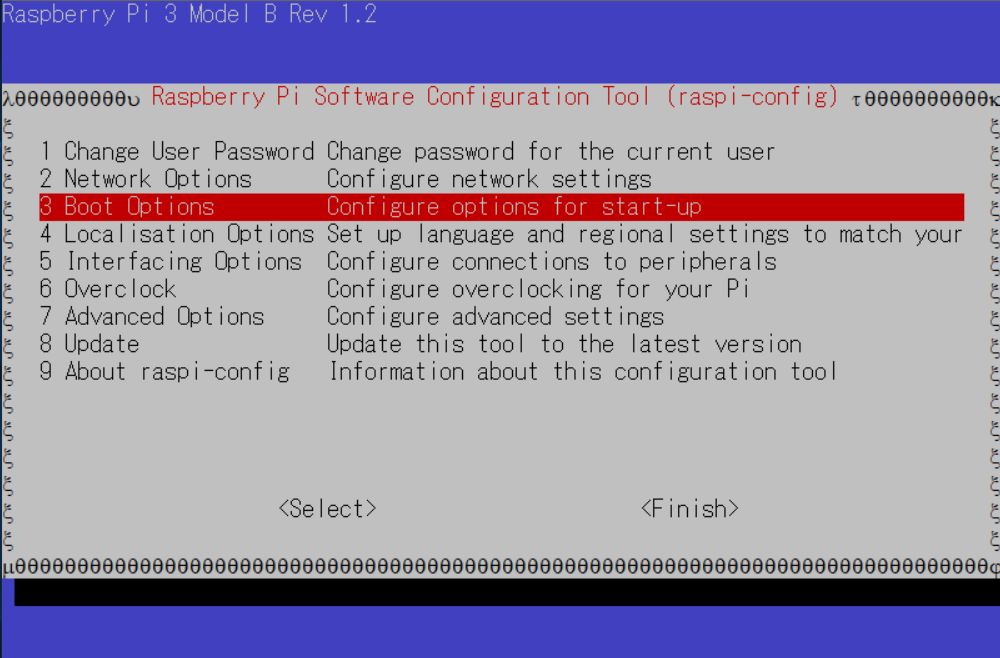 Raspberry Pi 3 Model B Rev 1.2
λθθθθθθθθθυ Raspberry Pi Software Configuration Tool (raspi-config) τθθθθθθθθθθκ
1 Change User Password Change password for the current user
2 Network Options Configure network settings
3 Boot Options Configure options for start-up
4 Localisation Options Set up language and regional settings to match your
5 Interfacing Options Configure connections to peripherals
6 Overclock Configure overclocking for your Pi
7 Advanced Options Configure advanced settings
8 Update Update this tool to the latest version
9 About raspi-config Information about this configuration tool
<Select> <Finish>